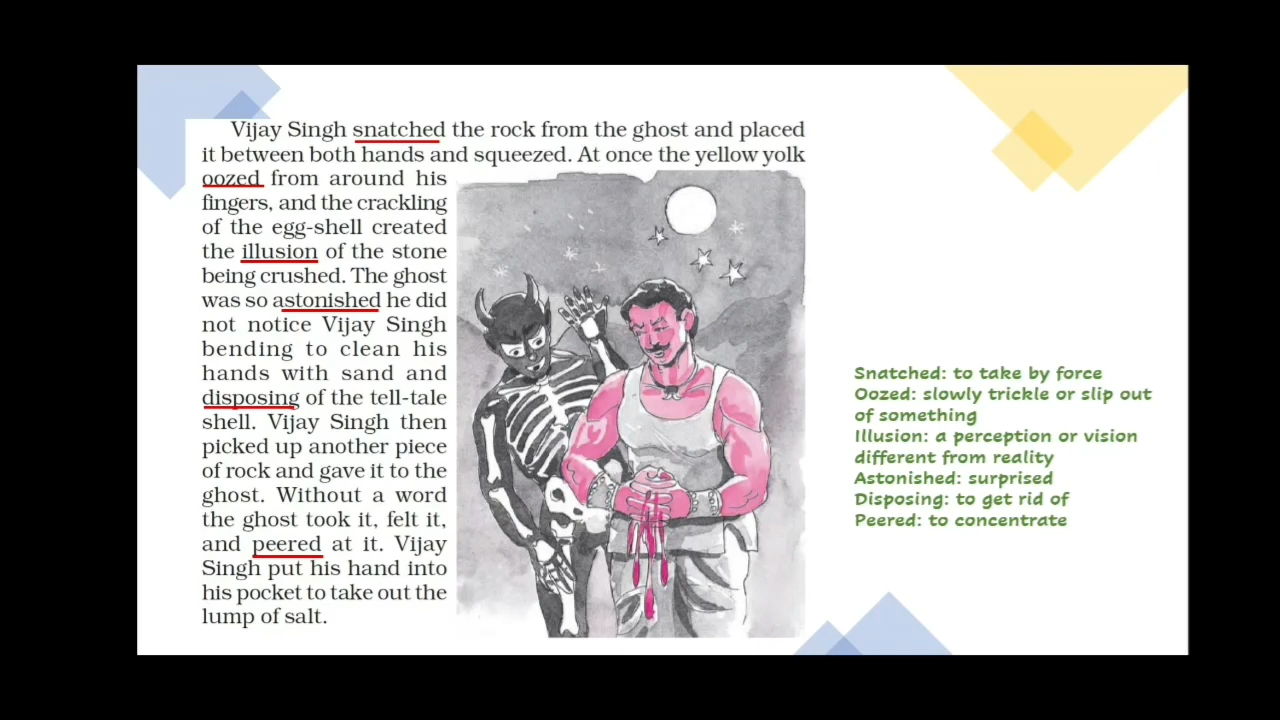 Vijay Singh snatched the rock from the ghost and placed
it between both hands and squeezed. At once the yellow yolk
oozed from around his
fingers, and the crackling
of the egg-shell created
the illusion of the stone
being crushed. The ghost
was so astonished he did
not notice Vijay Singh
bending to clean his
hands with sand and
disposing of the tell-tale
shell. Vijay Singh then
picked up another piece
of rock and gave it to the
ghost. Without a word
the ghost took it, felt it,
and peered at it. Vijay
Singh put his hand into
his pocket to take out the
lump of salt.
Snatched: to take by force
Oozed: slowly trickle or slip out
of something
Illusion: a perception or vision
different from reality
Astonished: surprised
Disposing: to get rid of
Peered: to concentrate